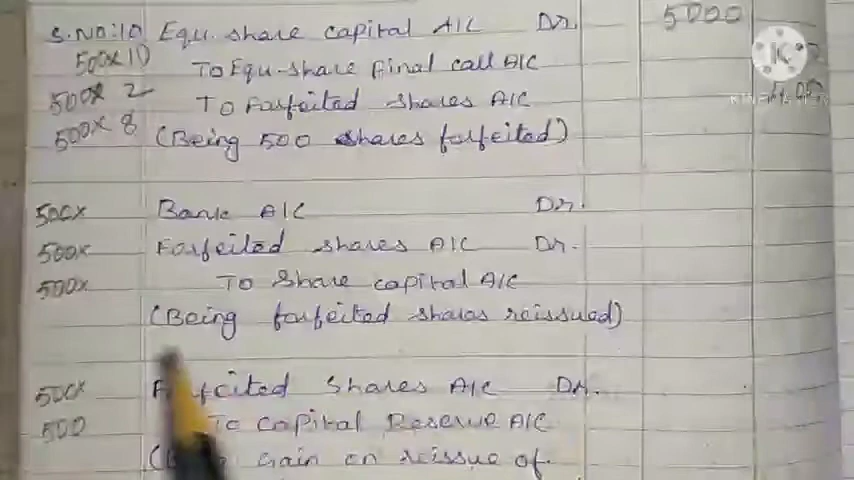 S.NO:10 Equ. share capital A/C Dr. 5000
500x10 To Equ-share final call A/C
500x 2 To Forfeited shares A/C
500x 8 (Being 500 shares forfeited)
500x Bank A/C Dr.
500x Forfeited shares A/C Dr.
500x To share capital A/C
(Being forfeited shares reissued)
500x Forfeited shares A/C Dr.
500 To Capital Reserve A/C
gain on reissue of